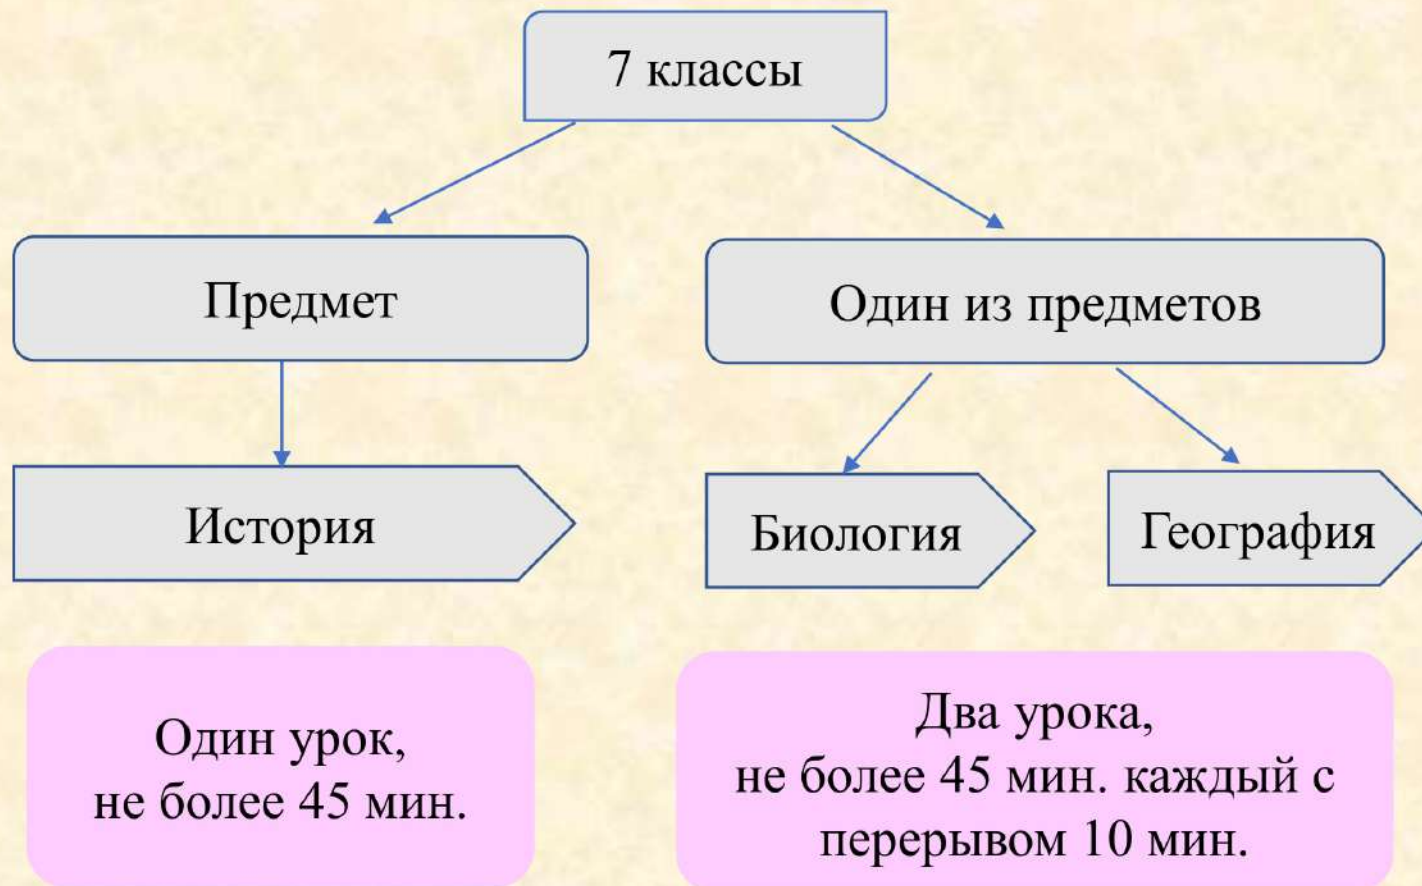 7 классы
Предмет
Один из предметов
История
Биология
География
Один урок,
не более 45 мин.
Два урока,
не более 45 мин. каждый с
перерывом 10 мин.